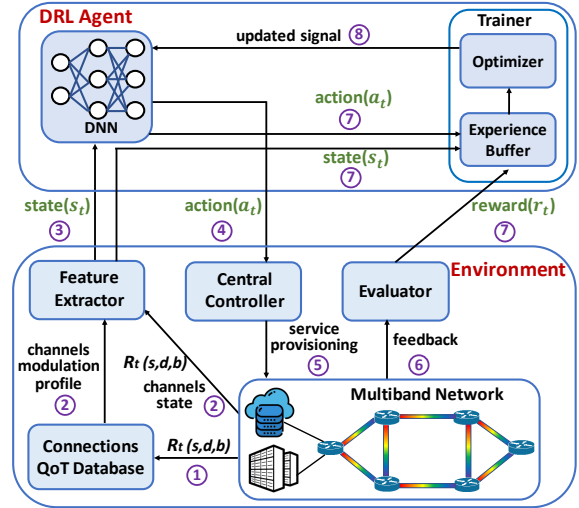 DRL Agent
Trainer
updated signal 8
Optimizer
DNN
action(a_t)
7
Experience
Buffer
state(s_t)
7
state(s_t)
3
action(a_t)
4
reward(r_t)
7
Environment
Feature
Extractor
Central
Controller
Evaluator
channels
modulation
profile
2
R_t (s,d,b)
channels
state
2
service
provisioning
5
feedback
6
Multiband Network
Connections
QoT Database
R_t (s,d,b)
1